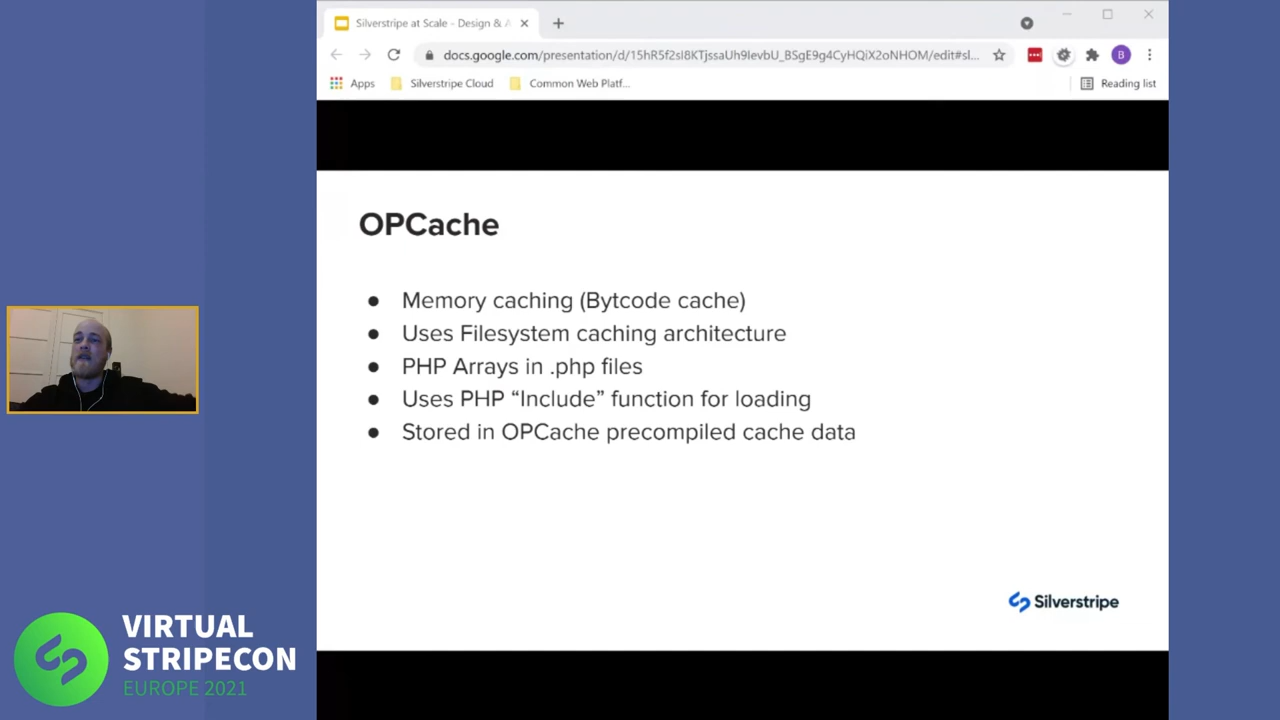 Silverstripe at Scale - Design & A
docs.google.com/presentation/d/15hR5f2sI8KTjssaUh9IevbU_BSgE9g4CyHQiX2oNHOM/edit#sl...
B
Apps
Silverstripe Cloud
Common Web Platf...
Reading list
OPCache
● Memory caching (Bytcode cache)
● Uses Filesystem caching architecture
● PHP Arrays in .php files
● Uses PHP “Include” function for loading
● Stored in OPCache precompiled cache data
Silverstripe
VIRTUAL
STRIPECON
EUROPE 2021